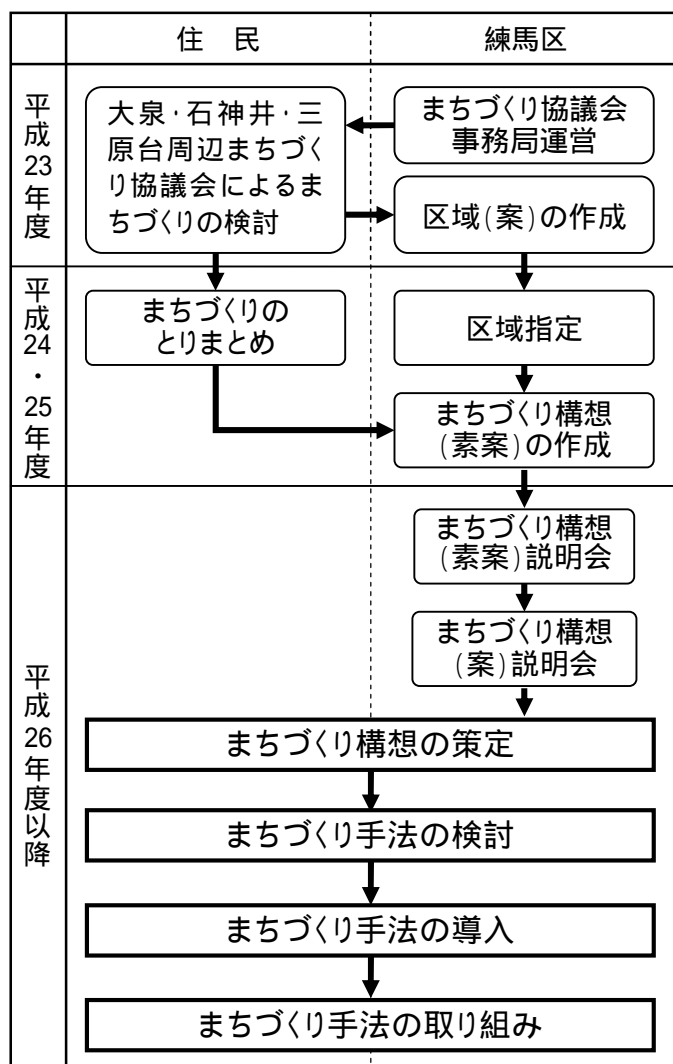 住 民
練馬区
平成23年度
大泉・石神井・三
原台周辺まちづく
り協議会によるま
ちづくりの検討
まちづくり協議会
事務局運営
区域(案)の作成
平成24・25年度
まちづくりの
とりまとめ
区域指定
まちづくり構想
(素案)の作成
平成26年度以降
まちづくり構想
(素案)説明会
まちづくり構想
(案)説明会
まちづくり構想の策定
まちづくり手法の検討
まちづくり手法の導入
まちづくり手法の取り組み